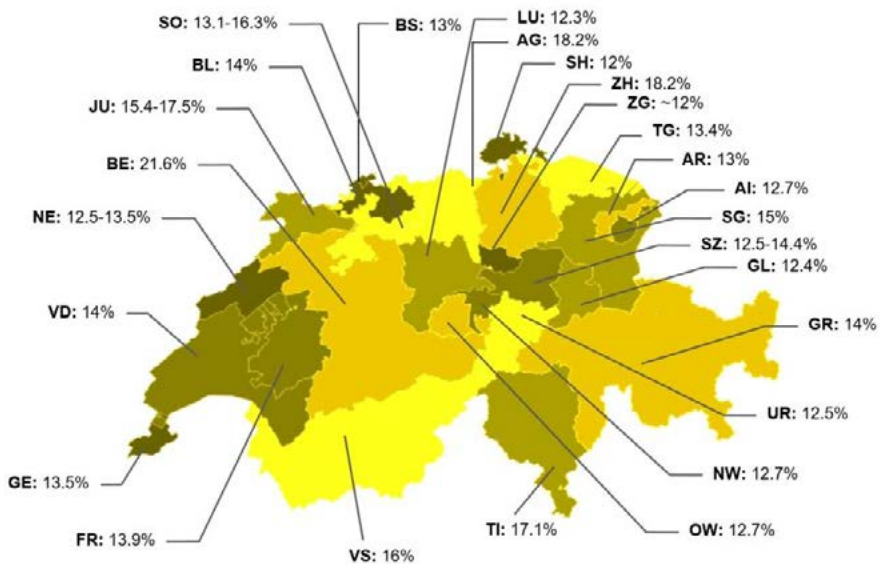 SO: 13.1-16.3%
BS: 13%
LU: 12.3%
AG: 18.2%
BL: 14%
SH: 12%
ZH: 18.2%
JU: 15.4-17.5%
ZG: ~12%
TG: 13.4%
BE: 21.6%
AR: 13%
AI: 12.7%
NE: 12.5-13.5%
SG: 15%
SZ: 12.5-14.4%
GL: 12.4%
VD: 14%
GR: 14%
UR: 12.5%
GE: 13.5%
NW: 12.7%
FR: 13.9%
VS: 16%
TI: 17.1%
OW: 12.7%